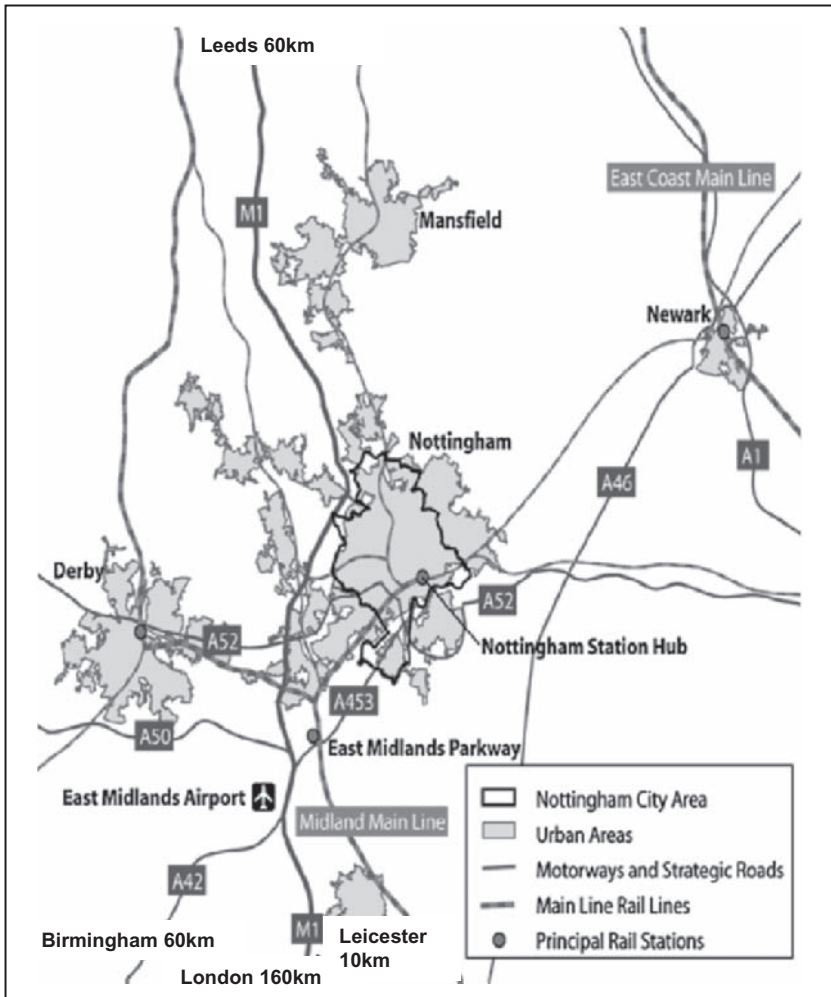 Leeds 60km
M1
East Coast Main Line
Mansfield
Newark
Nottingham
A1
A46
Derby
A52
A52
Nottingham Station Hub
A453
A50
East Midlands Parkway
East Midlands Airport
Midland Main Line
A42
Birmingham 60km
M1
Leicester
10km
London 160km
Nottingham City Area
Urban Areas
Motorways and Strategic Roads
Main Line Rail Lines
Principal Rail Stations